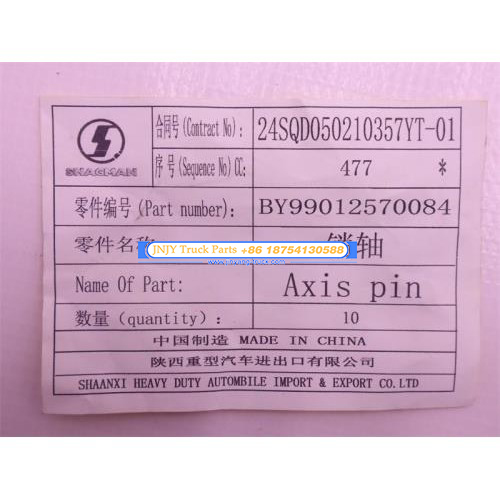 SHACMAN
合同号(Contract No): 24SQD050210357YT-01
序号(Sequence No)CC: 477 *
零件编号(Part number): BY99012570084
零件名称 销轴
JNJY Truck Parts +86 18754130588
Name Of Part: Axis pin
数量(quantity): 10
中国制造 MADE IN CHINA
陕西重型汽车进出口有限公司
SHAANXI HEAVY DUTY AUTOMBILE IMPORT & EXPORT CO.LTD